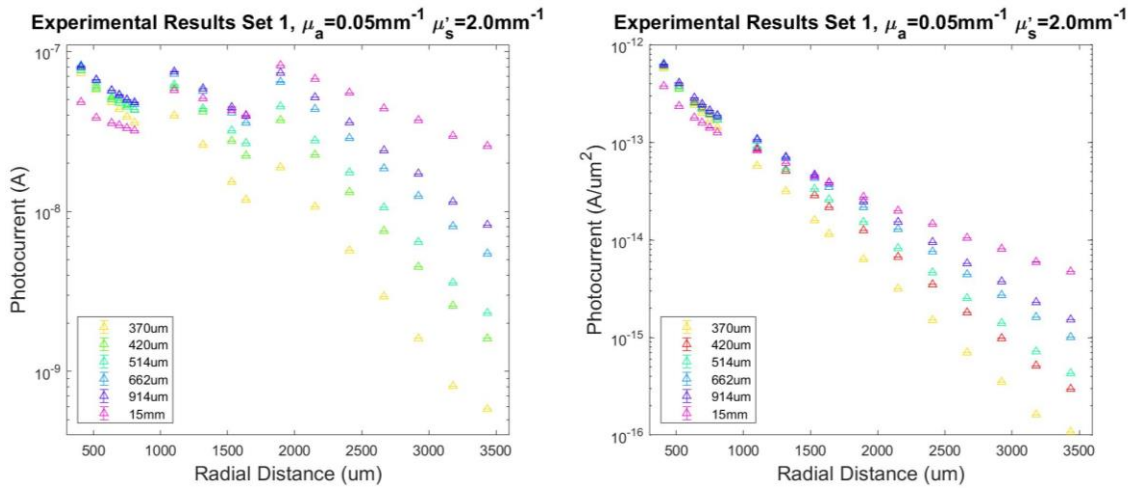 Experimental Results Set 1, μa=0.05mm-1 μs'=2.0mm-1
10-7
10-8
10-9
Photocurrent (A)
370um
420um
514um
662um
914um
15mm
500 1000 1500 2000 2500 3000 3500
Radial Distance (um)
Experimental Results Set 1, μa=0.05mm-1 μs'=2.0mm-1
10-12
10-13
10-14
10-15
10-16
Photocurrent (A/um2)
370um
420um
514um
662um
914um
15mm
500 1000 1500 2000 2500 3000 3500
Radial Distance (um)